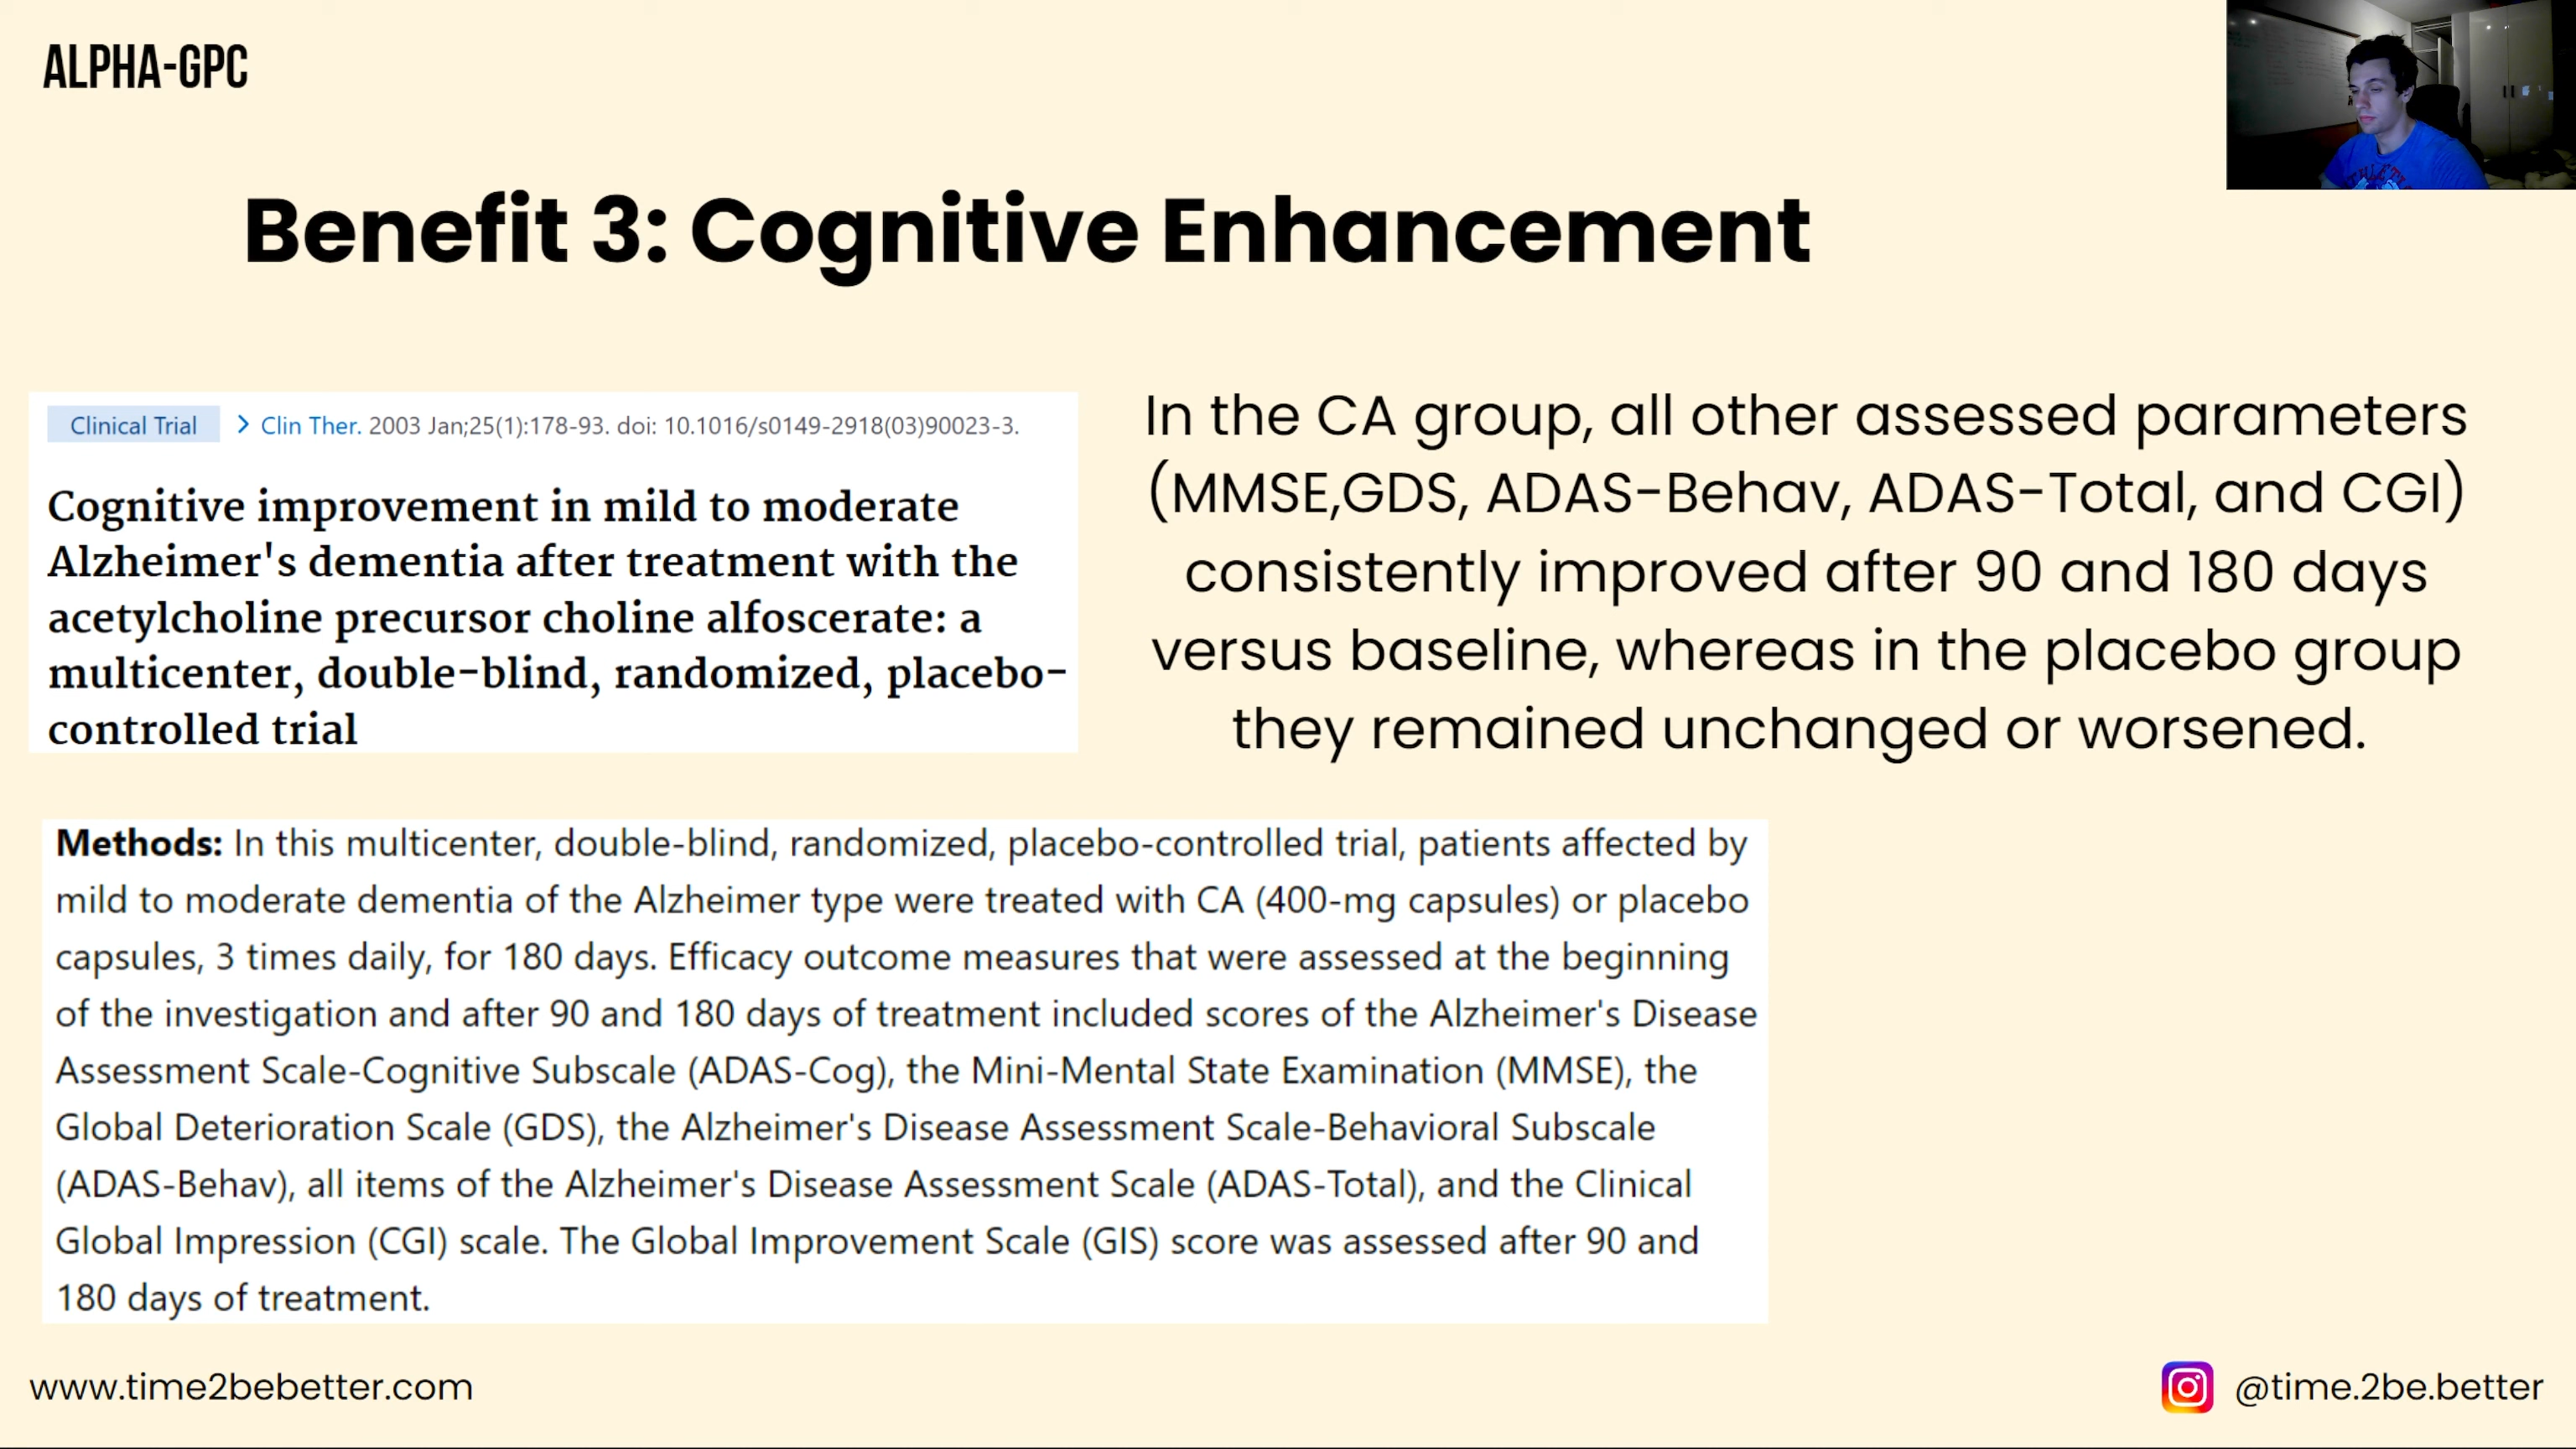 ALPHA-GPC
Benefit 3: Cognitive Enhancement
Clinical Trial > Clin Ther. 2003 Jan;25(1):178-93. doi: 10.1016/s0149-2918(03)90023-3.
Cognitive improvement in mild to moderate
Alzheimer's dementia after treatment with the
acetylcholine precursor choline alfoscerate: a
multicenter, double-blind, randomized, placebo-
controlled trial
In the CA group, all other assessed parameters
(MMSE,GDS, ADAS-Behav, ADAS-Total, and CGI)
consistently improved after 90 and 180 days
versus baseline, whereas in the placebo group
they remained unchanged or worsened.
Methods: In this multicenter, double-blind, randomized, placebo-controlled trial, patients affected by
mild to moderate dementia of the Alzheimer type were treated with CA (400-mg capsules) or placebo
capsules, 3 times daily, for 180 days. Efficacy outcome measures that were assessed at the beginning
of the investigation and after 90 and 180 days of treatment included scores of the Alzheimer's Disease
Assessment Scale-Cognitive Subscale (ADAS-Cog), the Mini-Mental State Examination (MMSE), the
Global Deterioration Scale (GDS), the Alzheimer's Disease Assessment Scale-Behavioral Subscale
(ADAS-Behav), all items of the Alzheimer's Disease Assessment Scale (ADAS-Total), and the Clinical
Global Impression (CGI) scale. The Global Improvement Scale (GIS) score was assessed after 90 and
180 days of treatment.
www.time2bebetter.com
@time.2be.better